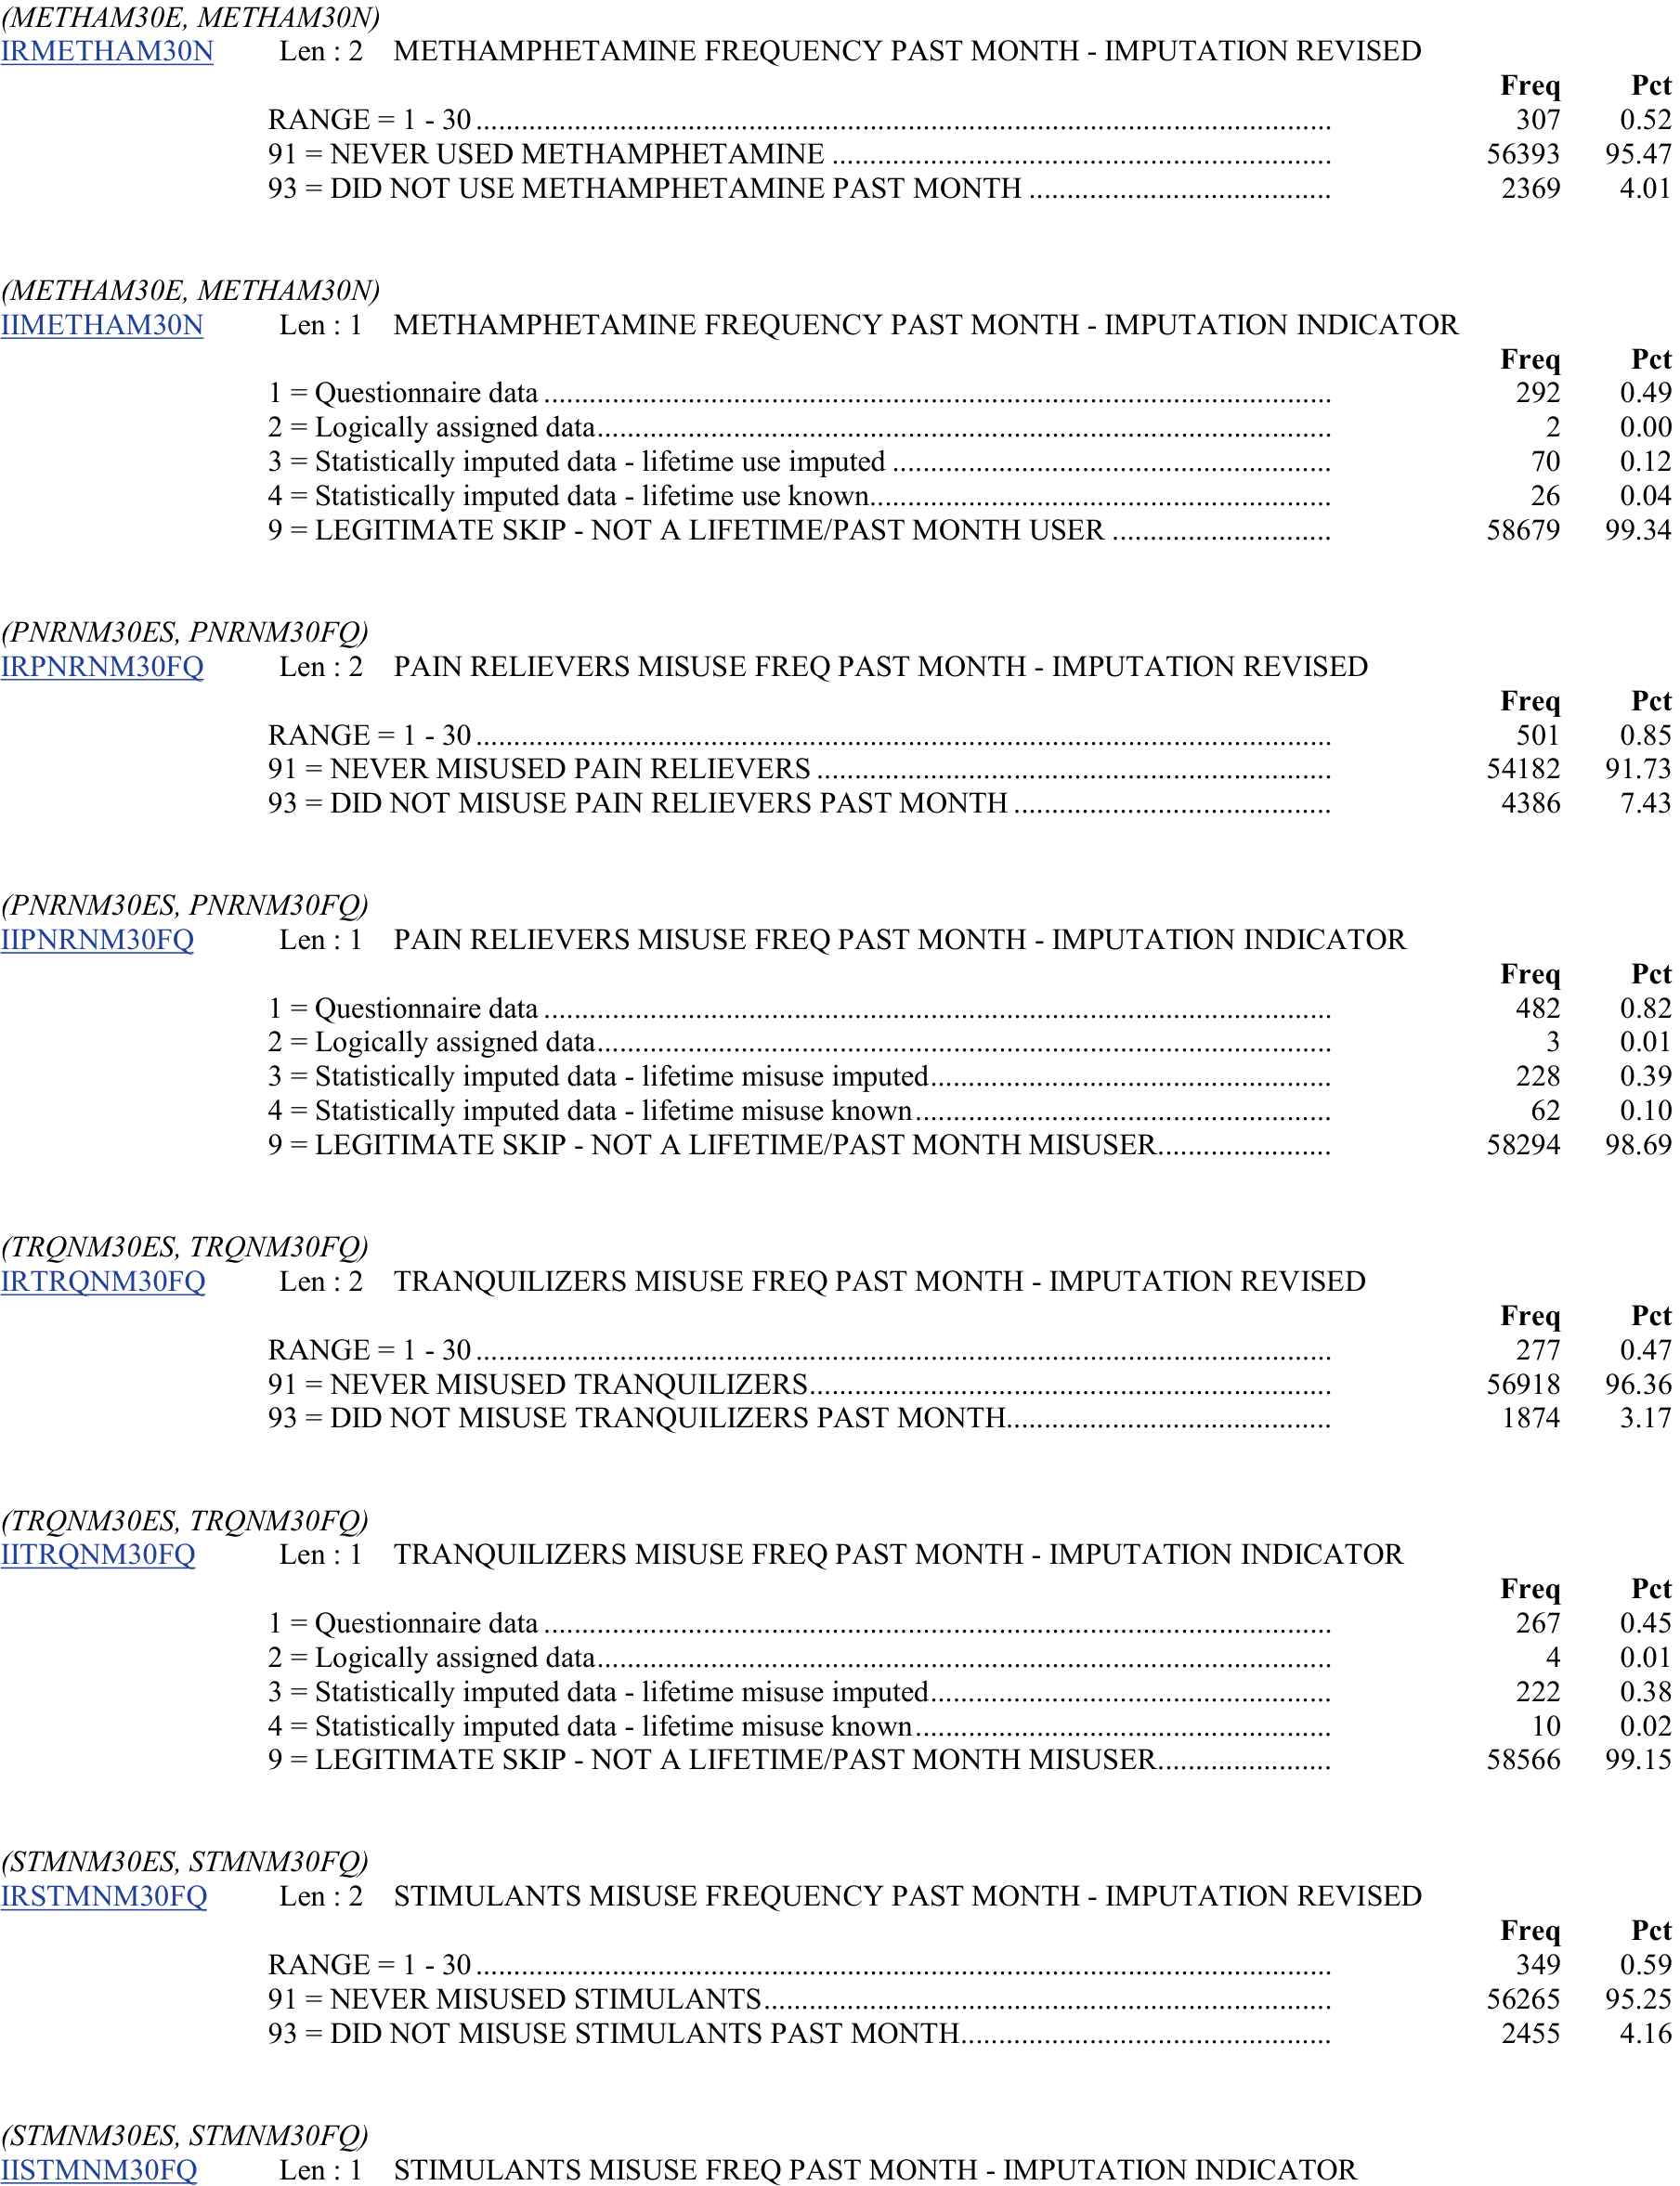 (METHAM30E, METHAM30N)
IRMETHAM30N Len : 2 METHAMPHETAMINE FREQUENCY PAST MONTH - IMPUTATION REVISED
Freq Pct
RANGE = 1 - 30 ........................................ 307 0.52
91 = NEVER USED METHAMPHETAMINE ........................................ 56393 95.47
93 = DID NOT USE METHAMPHETAMINE PAST MONTH ........................................ 2369 4.01
(METHAM30E, METHAM30N)
IIMETHAM30N Len : 1 METHAMPHETAMINE FREQUENCY PAST MONTH - IMPUTATION INDICATOR
Freq Pct
1 = Questionnaire data ........................................ 292 0.49
2 = Logically assigned data........................................ 2 0.00
3 = Statistically imputed data - lifetime use imputed ........................................ 70 0.12
4 = Statistically imputed data - lifetime use known........................................ 26 0.04
9 = LEGITIMATE SKIP - NOT A LIFETIME/PAST MONTH USER ............................. 58679 99.34
(PNRNM30ES, PNRNM30FQ)
IRPNRNM30FQ Len : 2 PAIN RELIEVERS MISUSE FREQ PAST MONTH - IMPUTATION REVISED
Freq Pct
RANGE = 1 - 30 ........................................ 501 0.85
91 = NEVER MISUSED PAIN RELIEVERS ........................................ 54182 91.73
93 = DID NOT MISUSE PAIN RELIEVERS PAST MONTH ........................................ 4386 7.43
(PNRNM30ES, PNRNM30FQ)
IIPNRNM30FQ Len : 1 PAIN RELIEVERS MISUSE FREQ PAST MONTH - IMPUTATION INDICATOR
Freq Pct
1 = Questionnaire data ........................................ 482 0.82
2 = Logically assigned data........................................ 3 0.01
3 = Statistically imputed data - lifetime misuse imputed........................................ 228 0.39
4 = Statistically imputed data - lifetime misuse known........................................ 62 0.10
9 = LEGITIMATE SKIP - NOT A LIFETIME/PAST MONTH MISUSER....................... 58294 98.69
(TRQNM30ES, TRQNM30FQ)
IRTRQNM30FQ Len : 2 TRANQUILIZERS MISUSE FREQ PAST MONTH - IMPUTATION REVISED
Freq Pct
RANGE = 1 - 30 ........................................ 277 0.47
91 = NEVER MISUSED TRANQUILIZERS........................................ 56918 96.36
93 = DID NOT MISUSE TRANQUILIZERS PAST MONTH........................................ 1874 3.17
(TRQNM30ES, TRQNM30FQ)
IITRQNM30FQ Len : 1 TRANQUILIZERS MISUSE FREQ PAST MONTH - IMPUTATION INDICATOR
Freq Pct
1 = Questionnaire data ........................................ 267 0.45
2 = Logically assigned data........................................ 4 0.01
3 = Statistically imputed data - lifetime misuse imputed........................................ 222 0.38
4 = Statistically imputed data - lifetime misuse known........................................ 10 0.02
9 = LEGITIMATE SKIP - NOT A LIFETIME/PAST MONTH MISUSER....................... 58566 99.15
(STMNM30ES, STMNM30FQ)
IRSTMNM30FQ Len : 2 STIMULANTS MISUSE FREQUENCY PAST MONTH - IMPUTATION REVISED
Freq Pct
RANGE = 1 - 30 ........................................ 349 0.59
91 = NEVER MISUSED STIMULANTS........................................ 56265 95.25
93 = DID NOT MISUSE STIMULANTS PAST MONTH........................................ 2455 4.16
(STMNM30ES, STMNM30FQ)
IISTMNM30FQ Len : 1 STIMULANTS MISUSE FREQ PAST MONTH - IMPUTATION INDICATOR